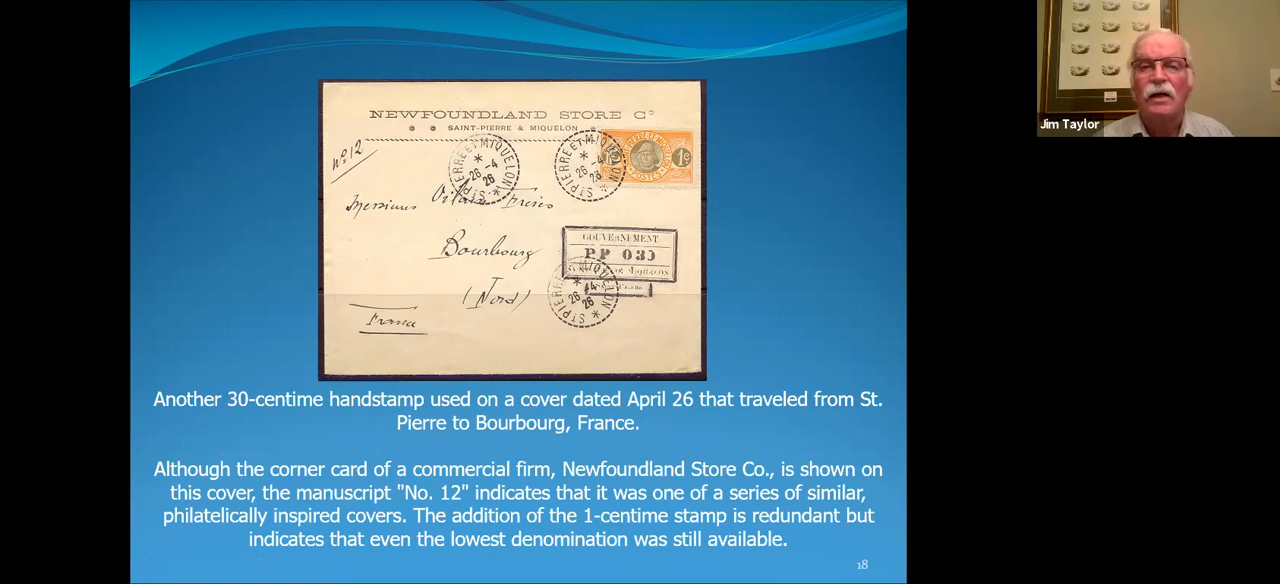 NEWFOUNDLAND STORE Co
SAINT-PIERRE & MIQUELON
No. 12
ST PIERRE ET MIQUELON
26 -4
26
ST PIERRE ET MIQUELON
26 -4
26
1c
POSTES
Messieurs Frères
Bourbourg
(Nord)
France
GOUVERNEMENT
PP 030
MIQUELON
ST PIERRE MIQUELON
26 -4
26
Another 30-centime handstamp used on a cover dated April 26 that traveled from St.
Pierre to Bourbourg, France.
Although the corner card of a commercial firm, Newfoundland Store Co., is shown on
this cover, the manuscript "No. 12" indicates that it was one of a series of similar,
philatelically inspired covers. The addition of the 1-centime stamp is redundant but
indicates that even the lowest denomination was still available.
18
Jim Taylor